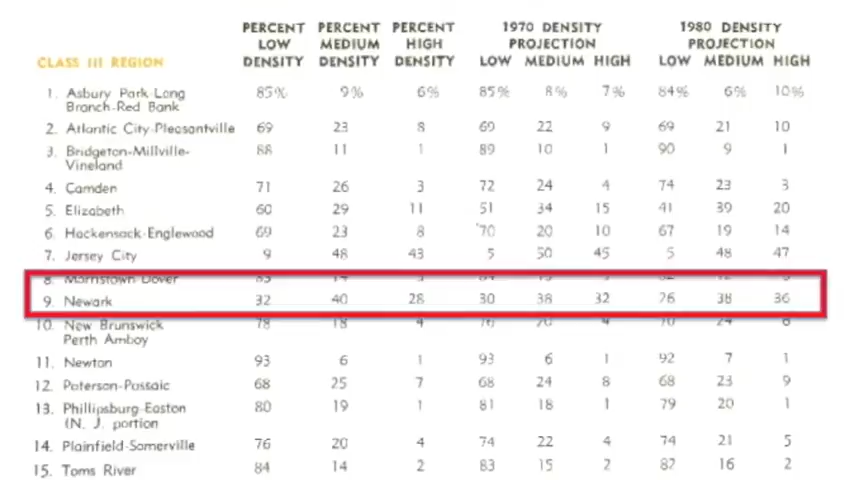 PERCENT PERCENT PERCENT 1970 DENSITY 1980 DENSITY
LOW MEDIUM HIGH PROJECTION PROJECTION
CLASS III REGION DENSITY DENSITY DENSITY LOW MEDIUM HIGH LOW MEDIUM HIGH
1. Asbury Park-Long 85% 9% 6% 85% 8% 7% 84% 6% 10%
Branch-Red Bank
2. Atlantic City-Pleasantville 69 23 8 69 22 9 69 21 10
3. Bridgeton-Millville- 88 11 1 89 10 1 90 9 1
Vineland
4. Camden 71 26 3 72 24 4 74 23 3
5. Elizabeth 60 29 11 51 34 15 41 39 20
6. Hackensack-Englewood 69 23 8 70 20 10 67 19 14
7. Jersey City 9 48 43 5 50 45 5 48 47
8. Morristown-Dover
9. Newark 32 40 28 30 38 32 26 38 36
10. New Brunswick 78 18 4
Perth Amboy
11. Newton 93 6 1 93 6 1 92 7 1
12. Paterson-Passaic 68 25 7 68 24 8 68 23 9
13. Phillipsburg-Easton 80 19 1 81 18 1 79 20 1
(N. J. portion
14. Plainfield-Somerville 76 20 4 74 22 4 74 21 5
15. Toms River 84 14 2 83 15 2 82 16 2